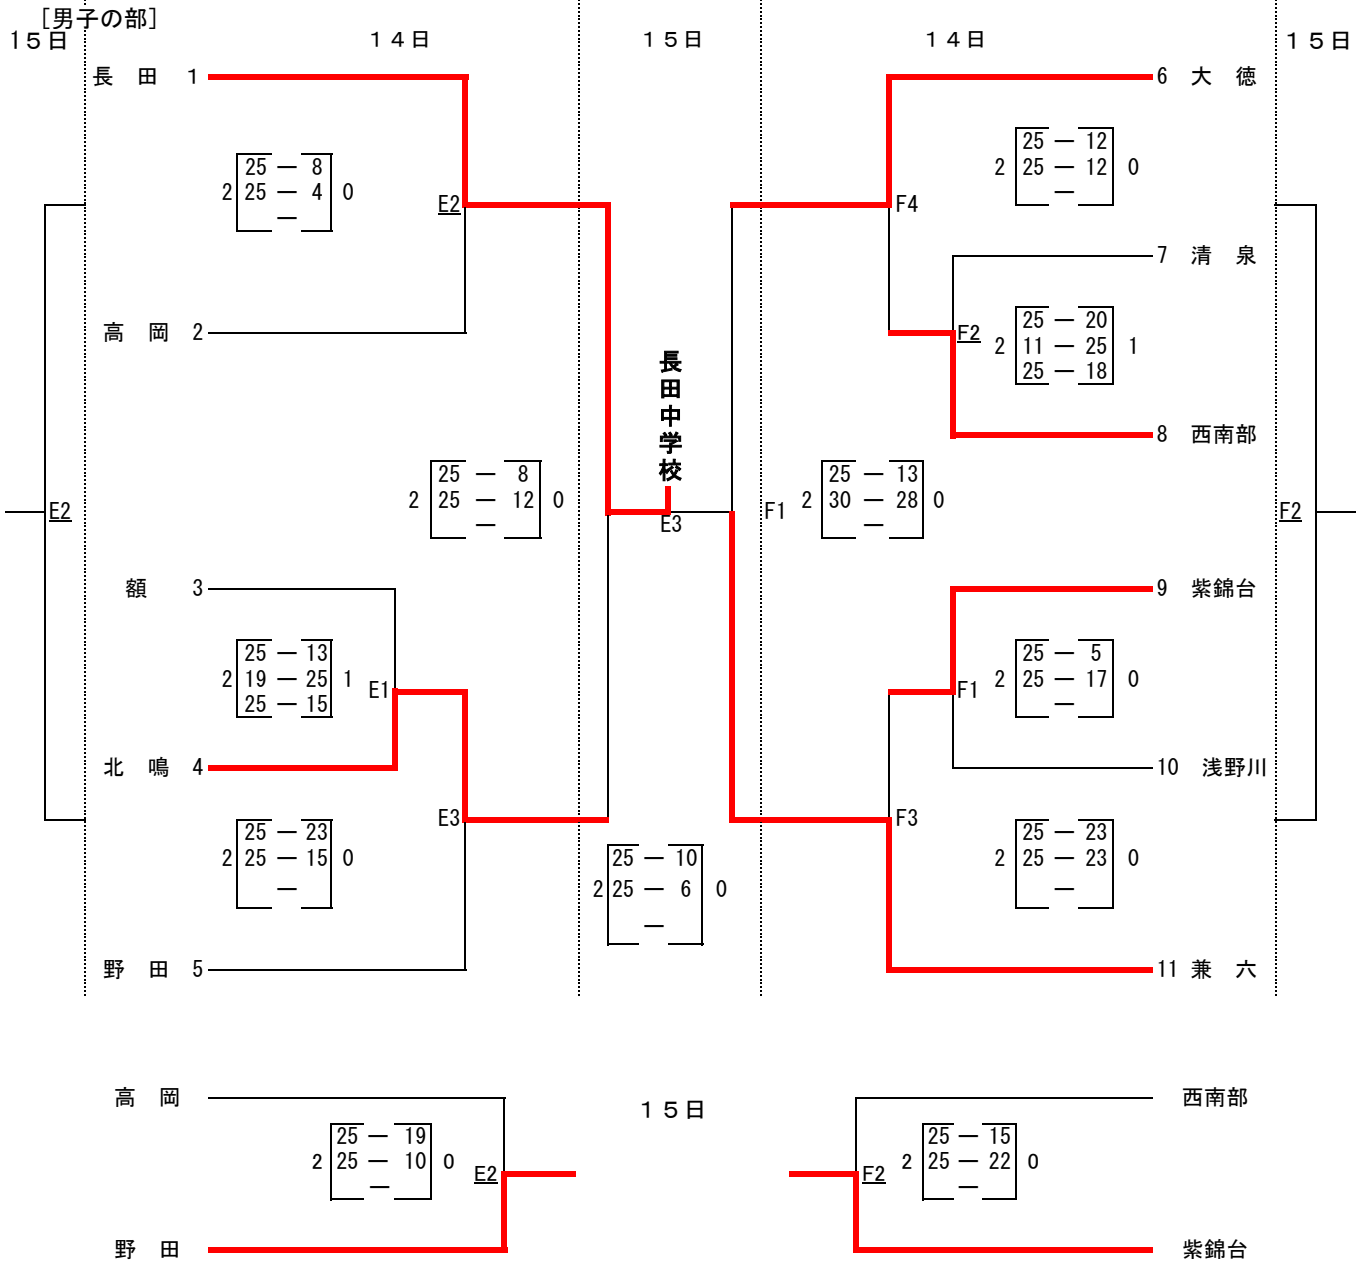 ［男子の部］
15日
１４日
１５日
１４日
１５日
長　田　1
6　大　徳
25 — 8
2 25 — 4 0
—
E2
25 — 12
2 25 — 12 0
—
F4
7　清　泉
高　岡　2
25 — 20
2 11 — 25 1
25 — 18
F2
長田中学校
8　西南部
25 — 8
2 25 — 12 0
—
25 — 13
2 30 — 28 0
—
E2
E3
F1
F2
額　3
9　紫錦台
25 — 13
2 19 — 25 1
25 — 15
E1
25 — 5
2 25 — 17 0
—
F1
北　鳴　4
10　浅野川
E3
F3
25 — 23
2 25 — 15 0
—
25 — 10
2 25 — 6 0
—
25 — 23
2 25 — 23 0
—
野　田　5
11　兼　六
高　岡
１５日
西南部
25 — 19
2 25 — 10 0
—
E2
25 — 15
2 25 — 22 0
—
F2
野　田
紫錦台